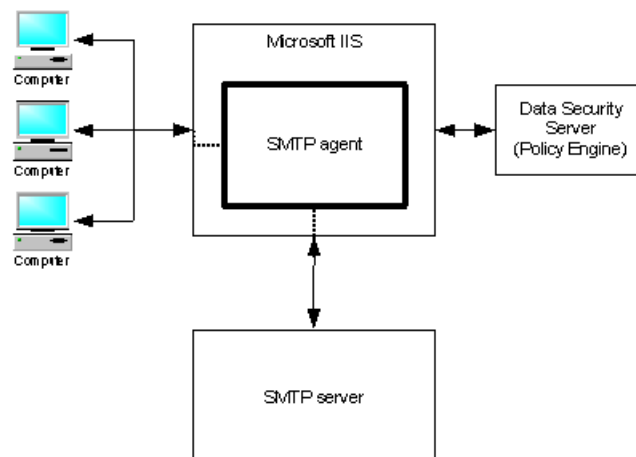 Computer
Computer
Computer
Microsoft IIS
SMTP agent
Data Security
Server
(Policy Engine)
SMTP server